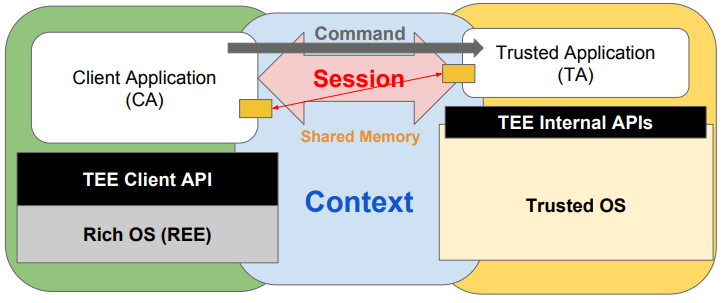 Command
Client Application
(CA)
Session
Trusted Application
(TA)
Shared Memory
TEE Internal APIs
TEE Client API
Context
Trusted OS
Rich OS (REE)